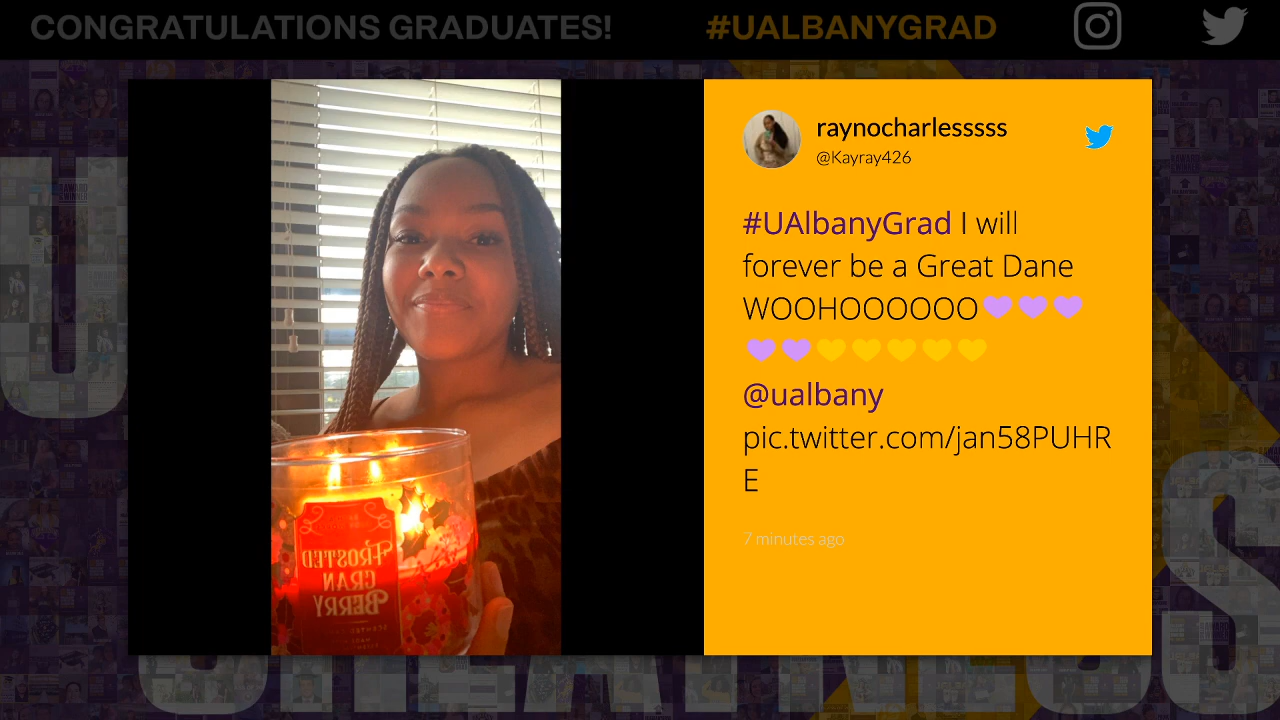 CONGRATULATIONS GRADUATES! #UALBANYGRAD
raynocharlesssss
@Kayray426
#UAlbanyGrad I will
forever be a Great Dane
WOOHOOOOOO💜💜💜
💜💜💛💛💛💛💛
@ualbany
pic.twitter.com/jan58PUHR
E
7 minutes ago
FROSTED
CRAN
BERRY